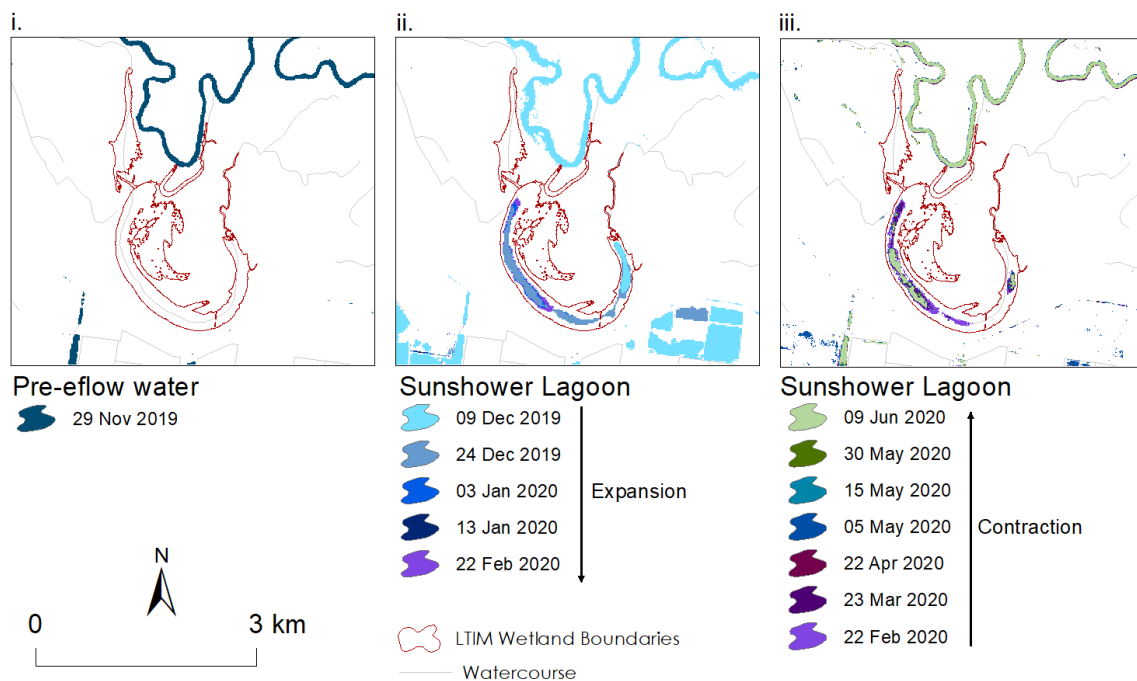 i.
ii.
iii.
Pre-eflow water
29 Nov 2019
Sunshower Lagoon
09 Dec 2019
24 Dec 2019
03 Jan 2020
13 Jan 2020
22 Feb 2020
Expansion
Sunshower Lagoon
09 Jun 2020
30 May 2020
15 May 2020
05 May 2020
22 Apr 2020
23 Mar 2020
22 Feb 2020
Contraction
N
0 3 km
LTIM Wetland Boundaries
Watercourse